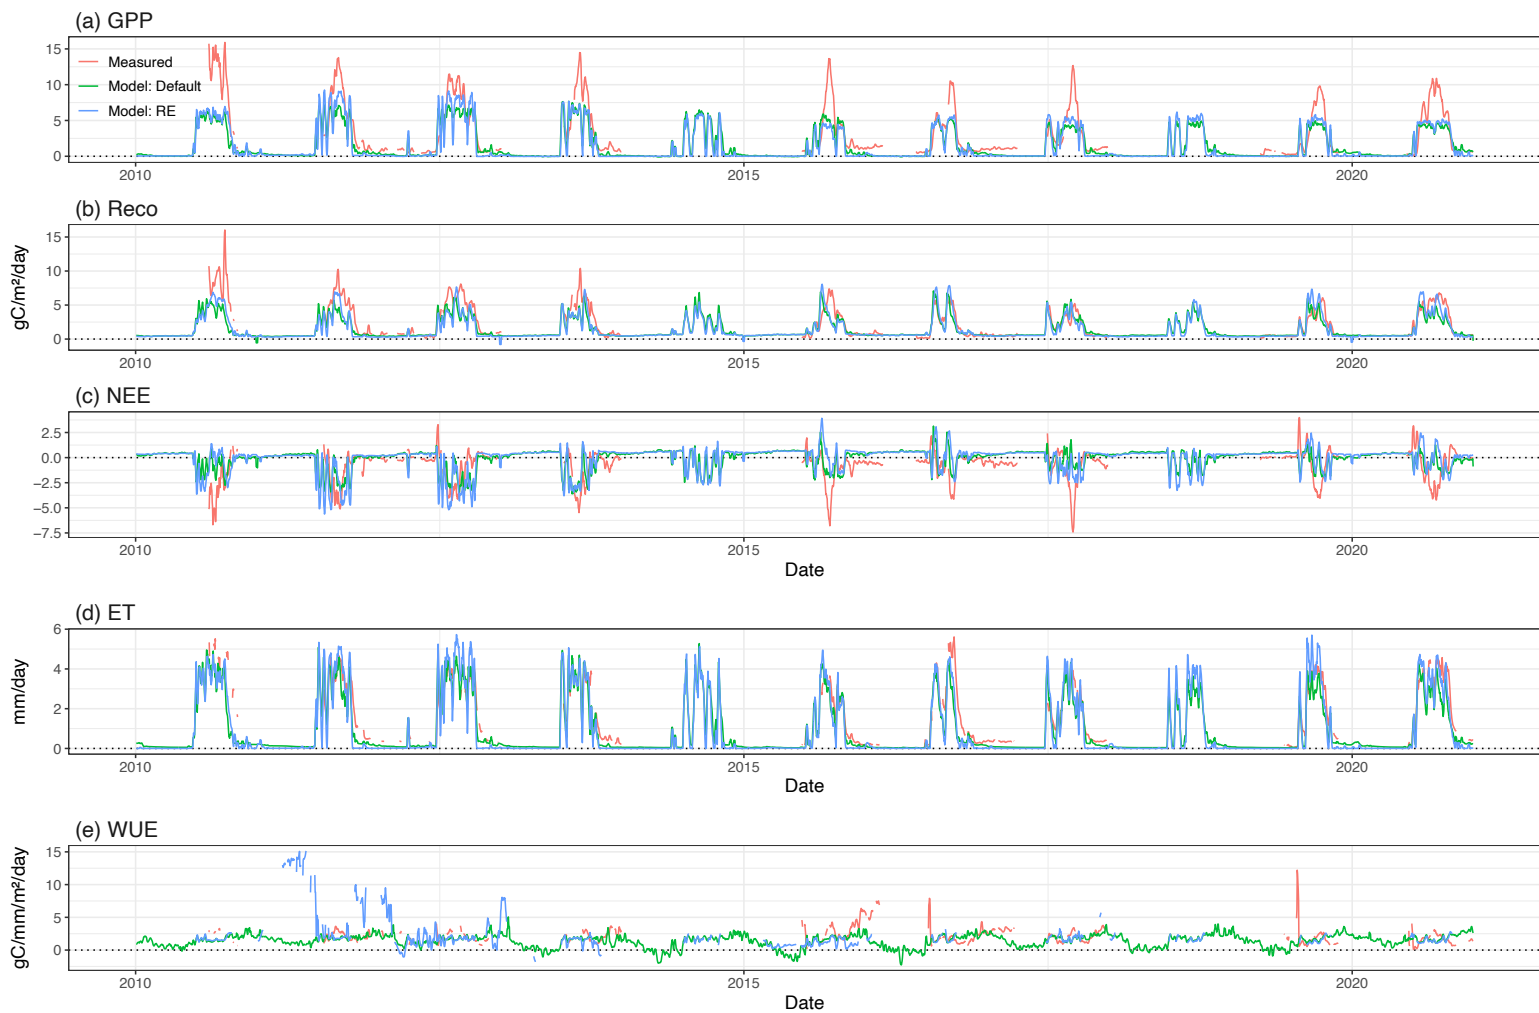 (a) GPP
15
10
5
0
Measured
Model: Default
Model: RE
2010
2015
2020
(b) Reco
gC/m²/day
15
10
5
0
2010
2015
2020
(c) NEE
2.5
0.0
−2.5
−5.0
−7.5
2010
2015
2020
Date
(d) ET
mm/day
6
4
2
0
2010
2015
2020
Date
(e) WUE
gC/mm/m²/day
15
10
5
0
2010
2015
2020
Date